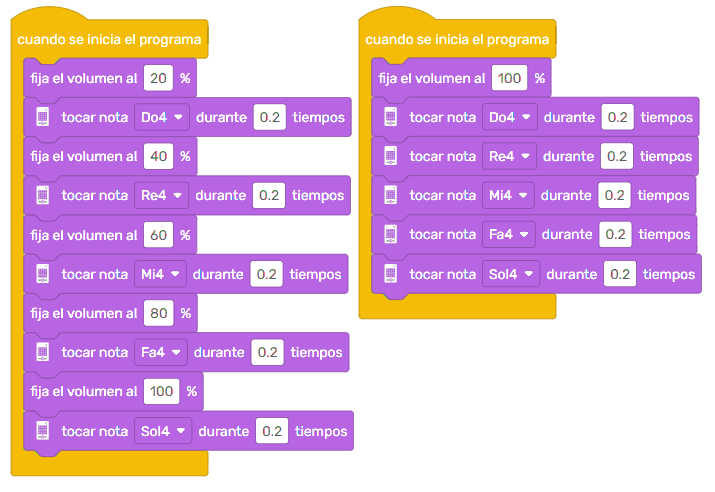 cuando se inicia el programa
fija el volumen al 20 %
tocar nota Do4 durante 0.2 tiempos
fija el volumen al 40 %
tocar nota Re4 durante 0.2 tiempos
fija el volumen al 60 %
tocar nota Mi4 durante 0.2 tiempos
fija el volumen al 80 %
tocar nota Fa4 durante 0.2 tiempos
fija el volumen al 100 %
tocar nota Sol4 durante 0.2 tiempos
cuando se inicia el programa
fija el volumen al 100 %
tocar nota Do4 durante 0.2 tiempos
tocar nota Re4 durante 0.2 tiempos
tocar nota Mi4 durante 0.2 tiempos
tocar nota Fa4 durante 0.2 tiempos
tocar nota Sol4 durante 0.2 tiempos